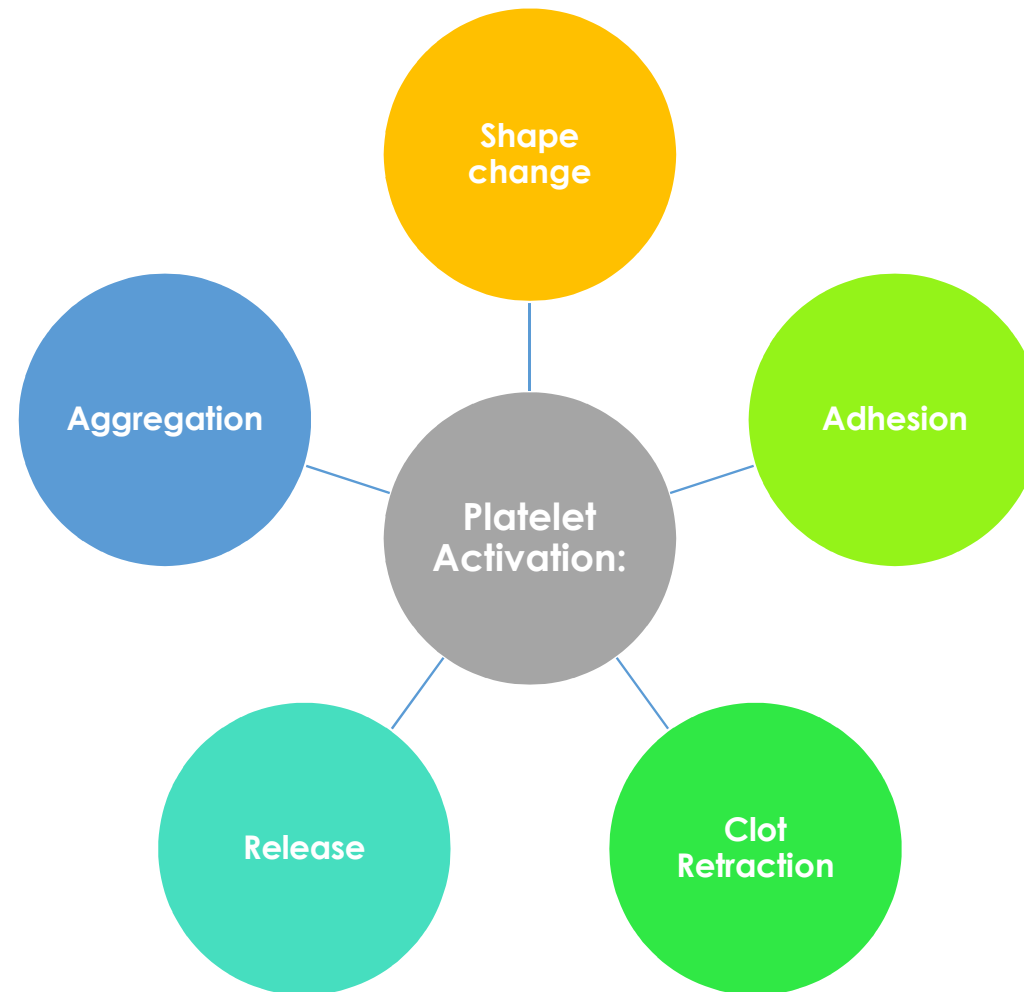 Shape
change
Aggregation
Adhesion
Platelet
Activation:
Release
Clot
Retraction